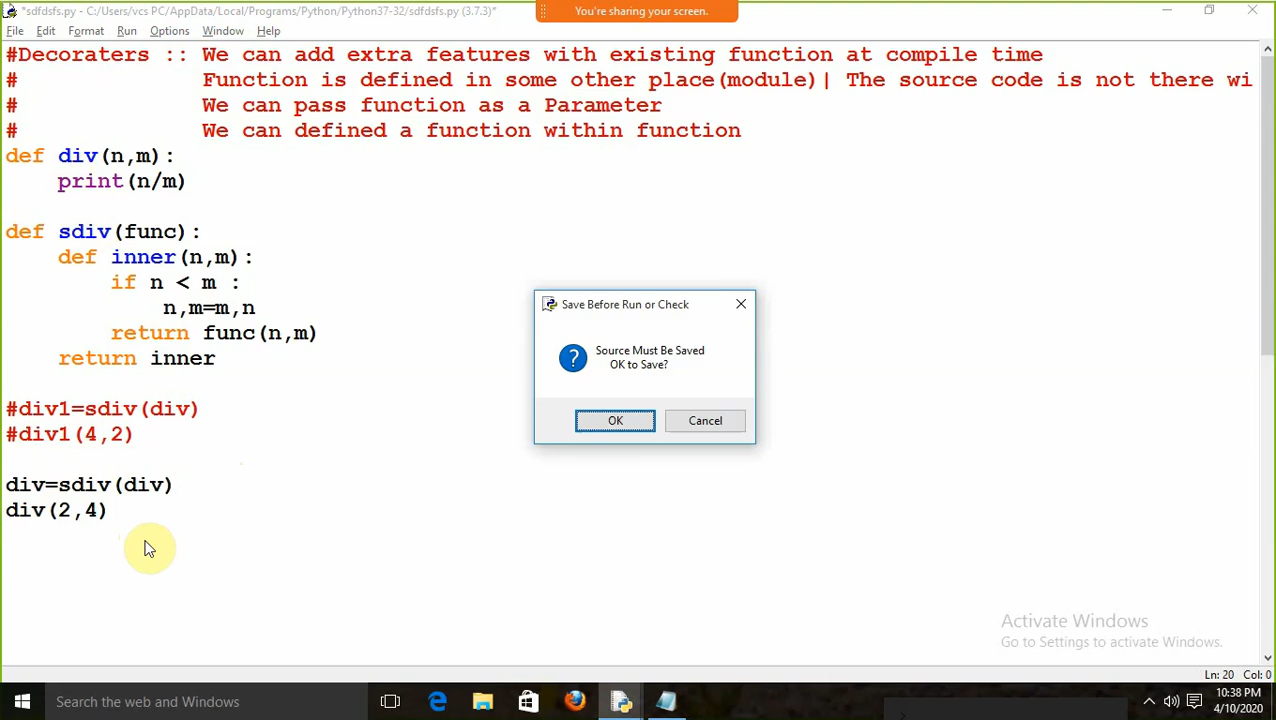 *sdfdsfs.py - C:/Users/vcs PC/AppData/Local/Programs/Python/Python37-32/sdfdsfs.py (3.7.3)*
You're sharing your screen.
File Edit Format Run Options Window Help
#Decoraters :: We can add extra features with existing function at compile time
# Function is defined in some other place(module)| The source code is not there wi
# We can pass function as a Parameter
# We can defined a function within function
def div(n,m):
print(n/m)
def sdiv(func):
def inner(n,m):
if n < m :
n,m=m,n
return func(n,m)
return inner
#div1=sdiv(div)
#div1(4,2)
div=sdiv(div)
div(2,4)
Save Before Run or Check
Source Must Be Saved
OK to Save?
OK Cancel
Activate Windows
Go to Settings to activate Windows.
Ln: 20 Col: 0
Search the web and Windows
10:38 PM
4/10/2020